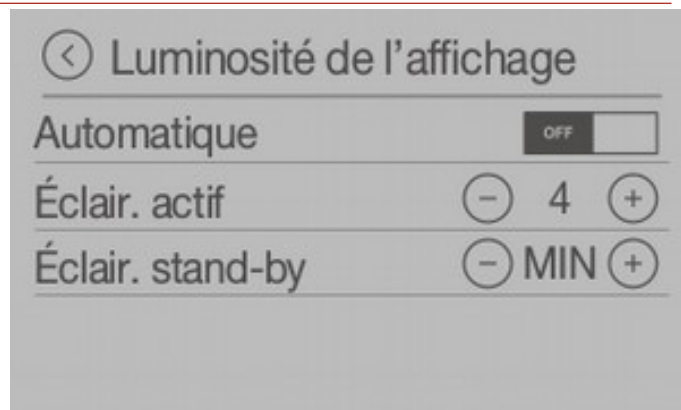 Luminosité de l'affichage
Automatique OFF
Éclair. actif - 4 +
Éclair. stand-by - MIN +